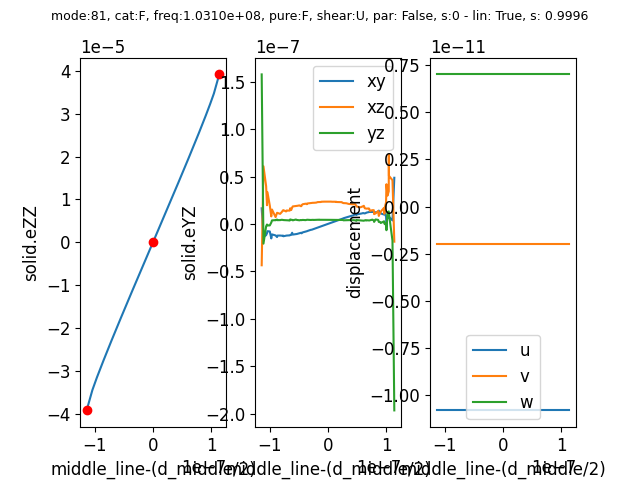 mode:81, cat:F, freq:1.0310e+08, pure:F, shear:U, par: False, s:0 - lin: True, s: 0.9996
1e−5
1e−7
1e−11
4
3
2
1
0
−1
−2
−3
−4
solid.eZZ
−1
0
1
1e−7
middle_line-(d_middle/2)
1.5
1.0
0.5
0.0
−0.5
−1.0
−1.5
−2.0
solid.eYZ
xy
xz
yz
−1
0
1
1e−7
middle_line-(d_middle/2)
0.75
0.50
0.25
0.00
−0.25
−0.50
−0.75
−1.00
displacement
u
v
w
−1
0
1
1e−7
middle_line-(d_middle/2)